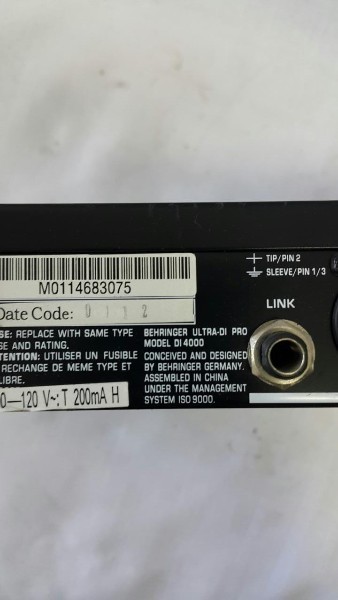 TIP/PIN 2
SLEEVE/PIN 1/3
M0114683075
LINK
Date Code: 0112
SE: REPLACE WITH SAME TYPE
SE AND RATING.
TENTION: UTILISER UN FUSIBLE
RECHANGE DE MEME TYPE ET
LIBRE.
0—120 V~: T 200mA H
BEHRINGER ULTRA-DI PRO
MODEL DI4000
CONCEIVED AND DESIGNED
BY BEHRINGER GERMANY.
ASSEMBLED IN CHINA
UNDER THE MANAGEMENT
SYSTEM ISO 9000.